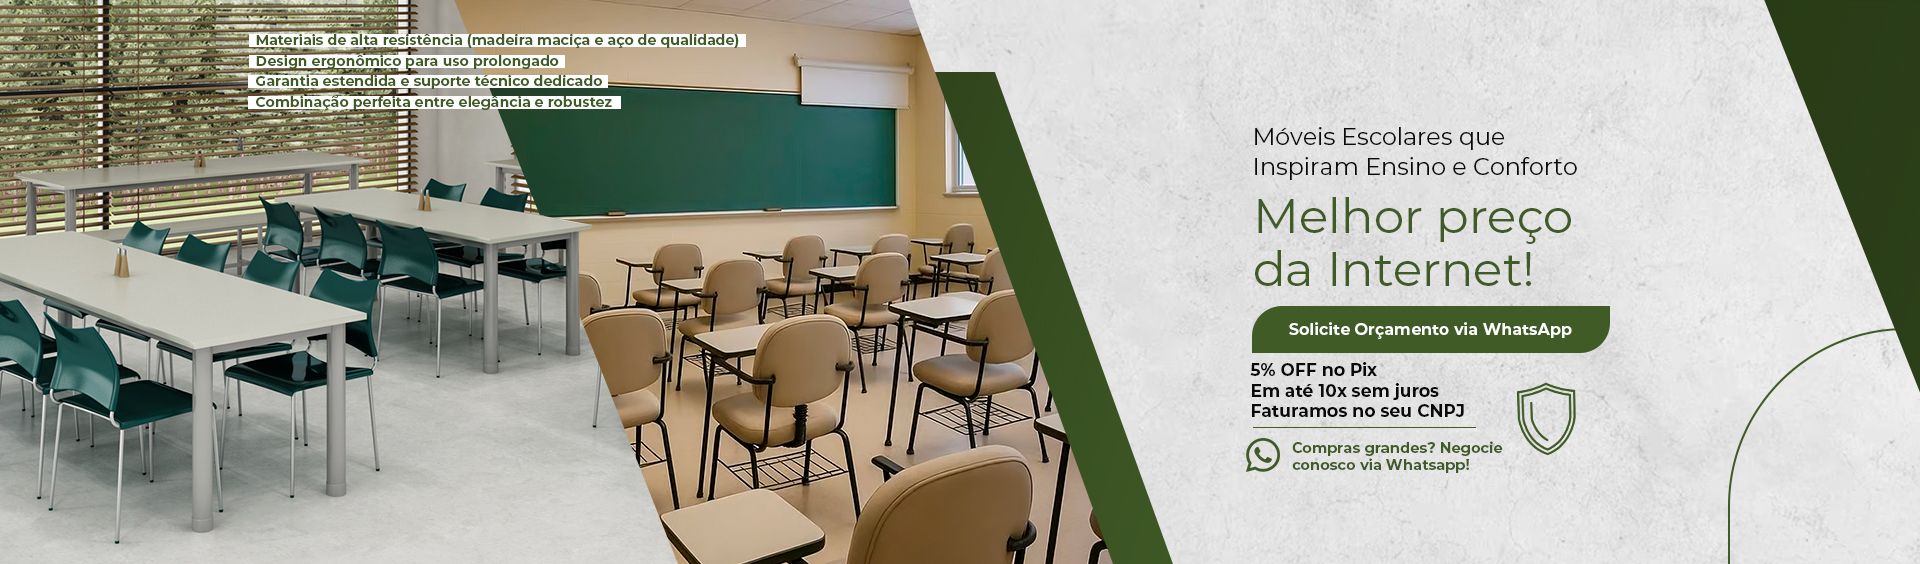 Materiais de alta resistência (madeira maciça e aço de qualidade)
Design ergonômico para uso prolongado
Garantia estendida e suporte técnico dedicado
Combinação perfeita entre elegância e robustez
Móveis Escolares que
Inspiram Ensino e Conforto
Melhor preço
da Internet!
Solicite Orçamento via WhatsApp
5% OFF no Pix
Em até 10x sem juros
Faturamos no seu CNPJ
Compras grandes? Negocie
conosco via Whatsapp!